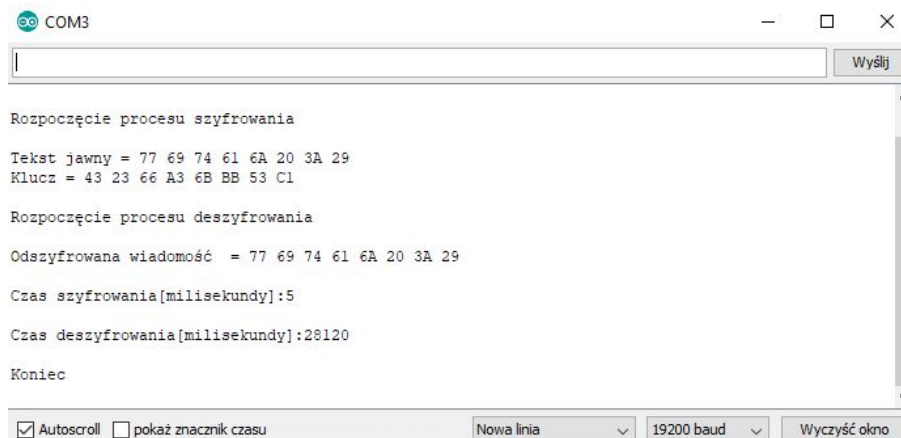 COM3
Wyślij
Rozpoczęcie procesu szyfrowania
Tekst jawny = 77 69 74 61 6A 20 3A 29
Klucz = 43 23 66 A3 6B BB 53 C1
Rozpoczęcie procesu deszyfrowania
Odszyfrowana wiadomość  = 77 69 74 61 6A 20 3A 29
Czas szyfrowania[milisekundy]:5
Czas deszyfrowania[milisekundy]:28120
Koniec
Autoscroll pokaż znacznik czasu Nowa linia 19200 baud Wyczyść okno